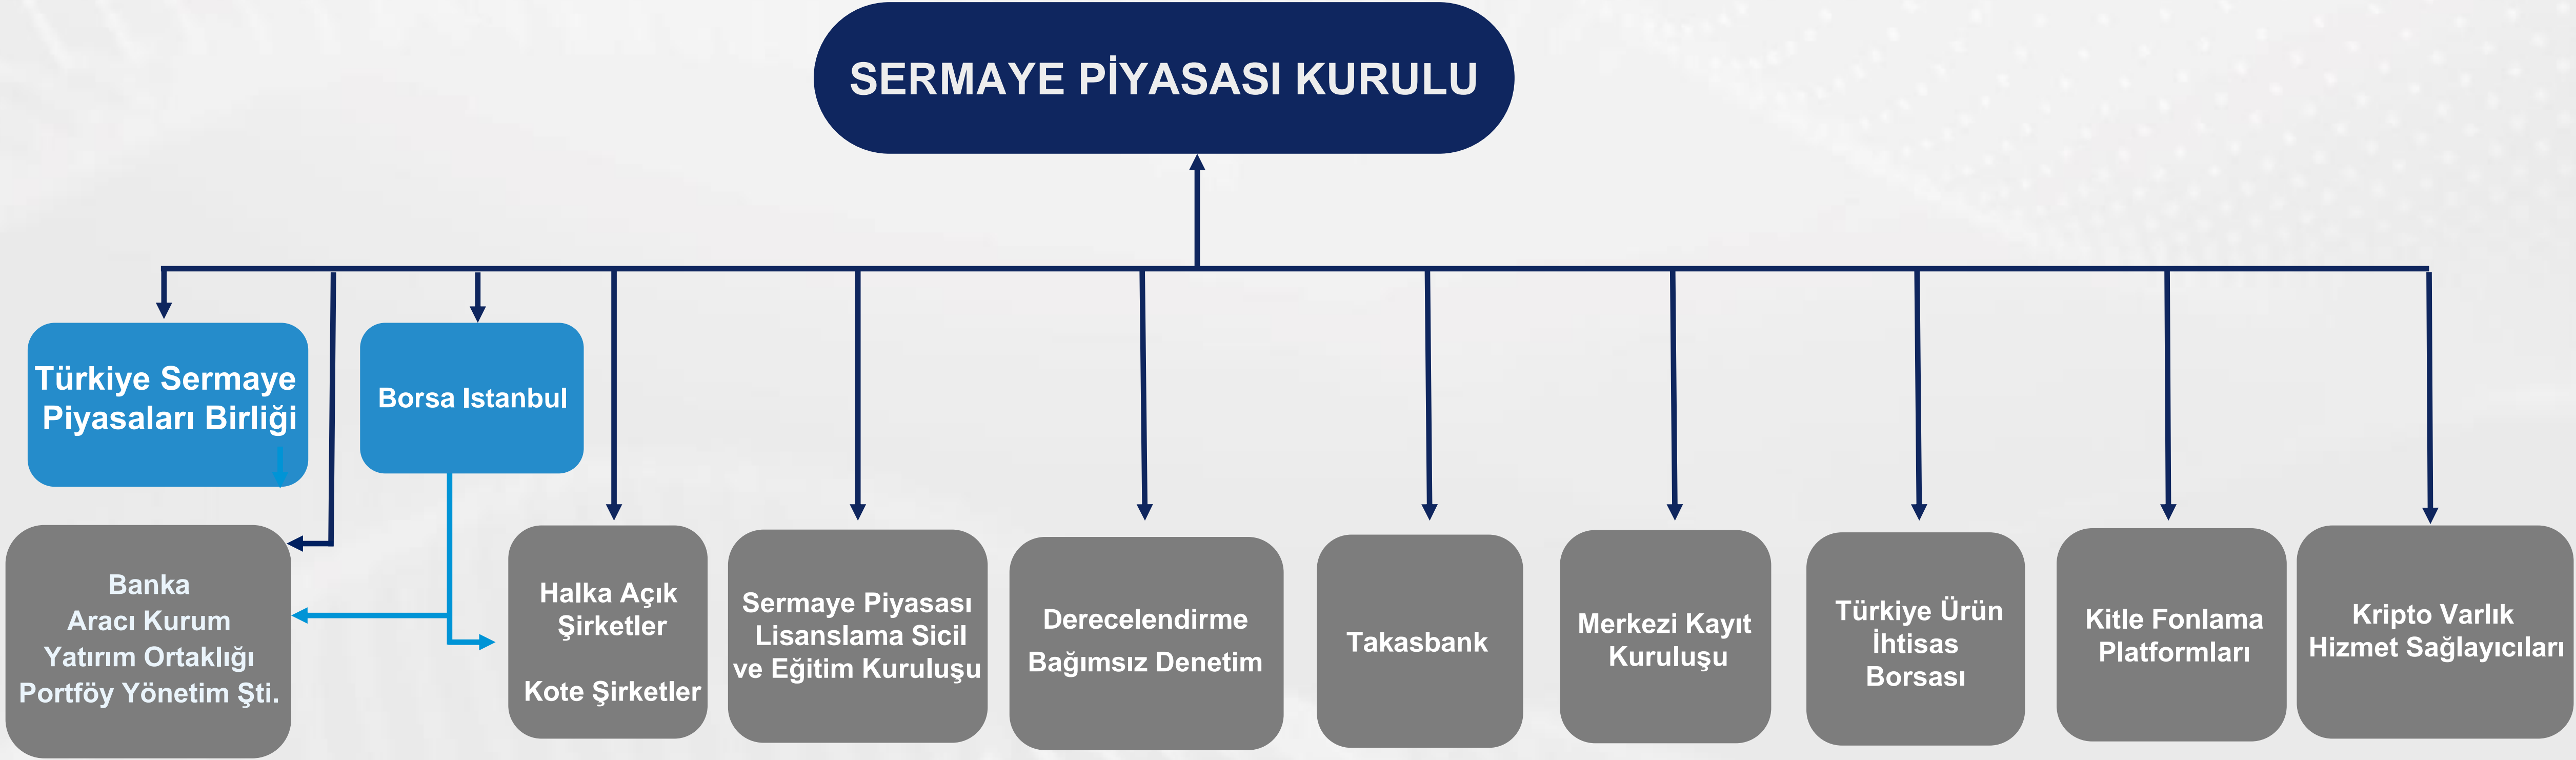 SERMAYE PİYASASI KURULU
Türkiye Sermaye
Piyasaları Birliği
Borsa Istanbul
Banka
Aracı Kurum
Yatırım Ortaklığı
Portföy Yönetim Şti.
Halka Açık
Şirketler
Kote Şirketler
Sermaye Piyasası
Lisanslama Sicil
ve Eğitim Kuruluşu
Derecelendirme
Bağımsız Denetim
Takasbank
Merkezi Kayıt
Kuruluşu
Türkiye Ürün
İhtisas
Borsası
Kitle Fonlama
Platformları
Kripto Varlık
Hizmet Sağlayıcıları